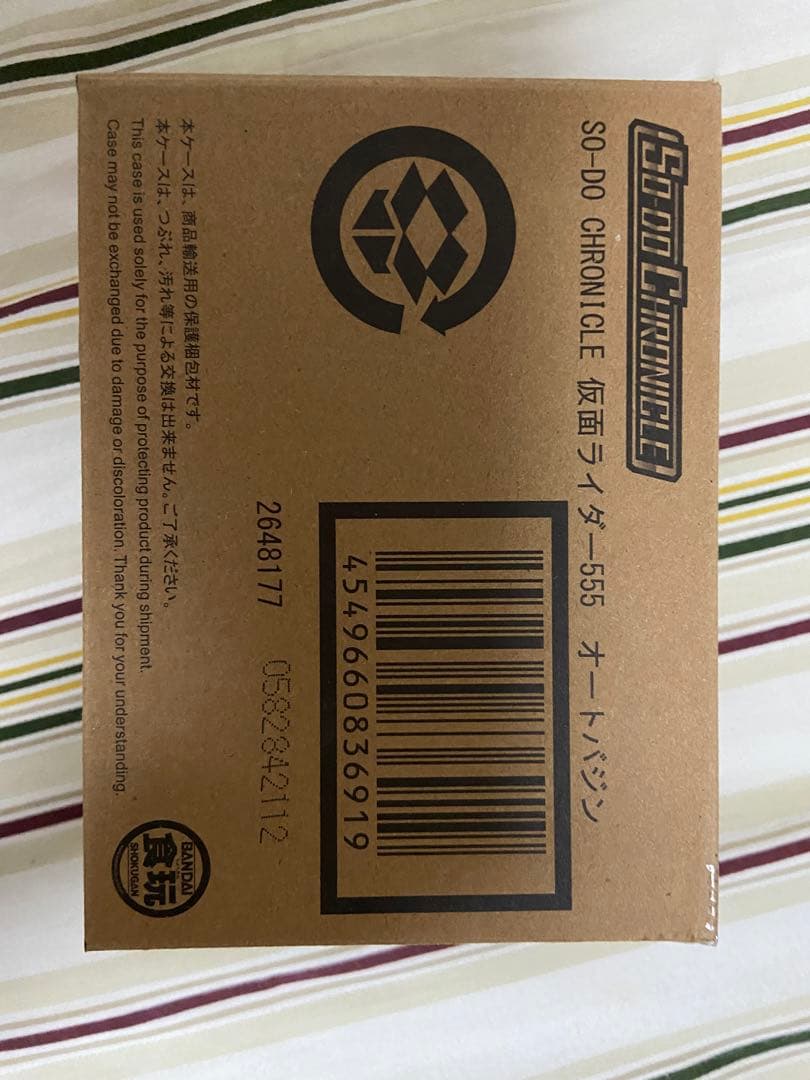 SO-DO CHRONICLE
SO-DO CHRONICLE 仮面ライダー555 オートバジン
4549660836919
2648177
0582842112
本ケースは、商品輸送用の保護梱包材です。
本ケースは、つぶれ、汚れ等による交換は出来ません。ご了承ください。
This case is used solely for the purpose of protecting product during shipment.
Case may not be exchanged due to damage or discoloration. Thank you for your understanding.
BANDAI
食玩
SHOKUGAN